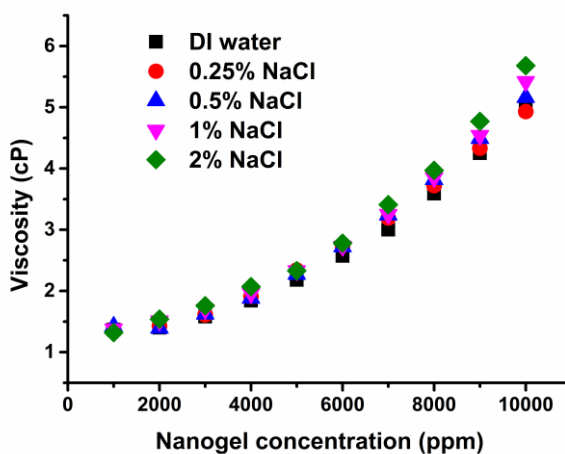 6
5
4
3
2
1
Viscosity (cP)
DI water
0.25% NaCl
0.5% NaCl
1% NaCl
2% NaCl
0 2000 4000 6000 8000 10000
Nanogel concentration (ppm)